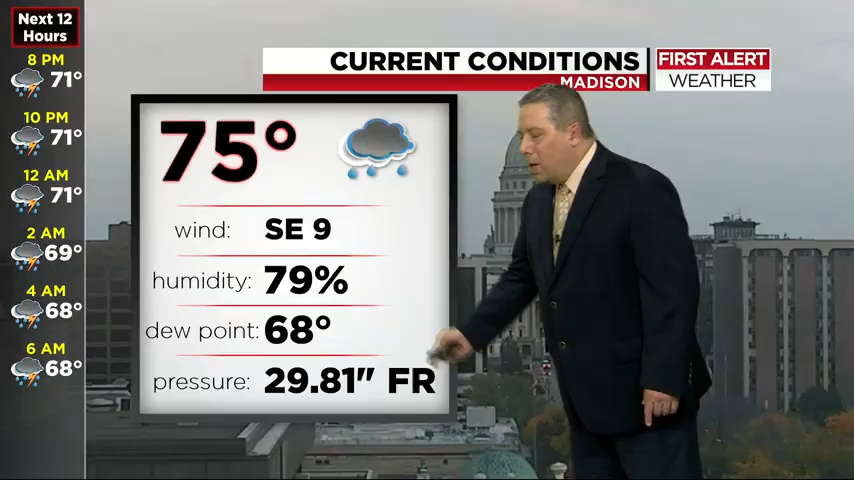 Next 12
Hours
8 PM
71°
10 PM
71°
12 AM
71°
2 AM
69°
4 AM
68°
6 AM
68°
CURRENT CONDITIONS
MADISON
FIRST ALERT
WEATHER
75°
wind: SE 9
humidity: 79%
dew point: 68°
pressure: 29.81" FR